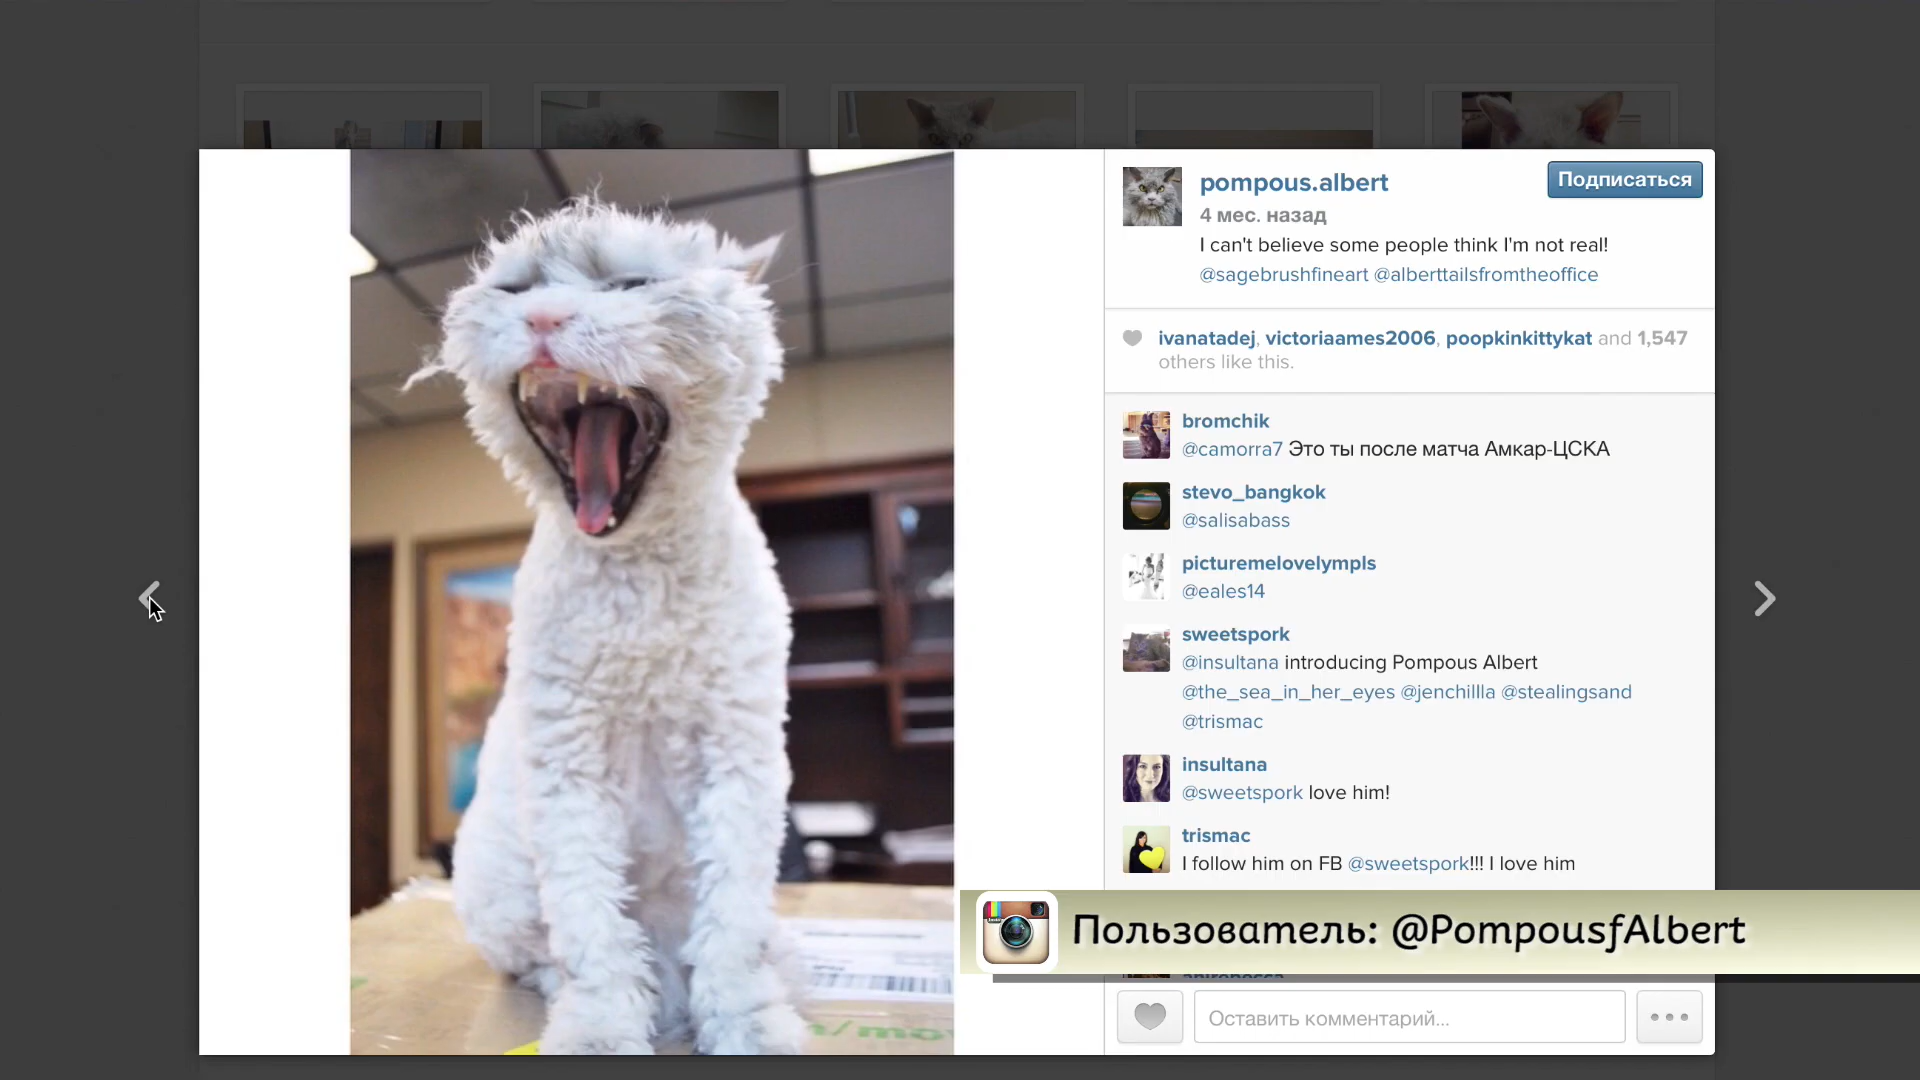 pompous.albert
Подписаться
4 мес. назад
I can't believe some people think I'm not real!
@sagebrushfineart @alberttailsfromtheoffice
ivanatadej, victoriaames2006, poopkinkittykat and 1,547
others like this.
bromchik
@camorra7 Это ты после матча Амкар-ЦСКА
stevo_bangkok
@salisabass
picturemelovelympls
@eales14
sweetspork
@insultana introducing Pompous Albert
@the_sea_in_her_eyes @jenchillla @stealingsand
@trismac
insultana
@sweetspork love him!
trismac
I follow him on FB @sweetspork!!! I love him
Пользователь: @PompousfAlbert
Оставить комментарий...